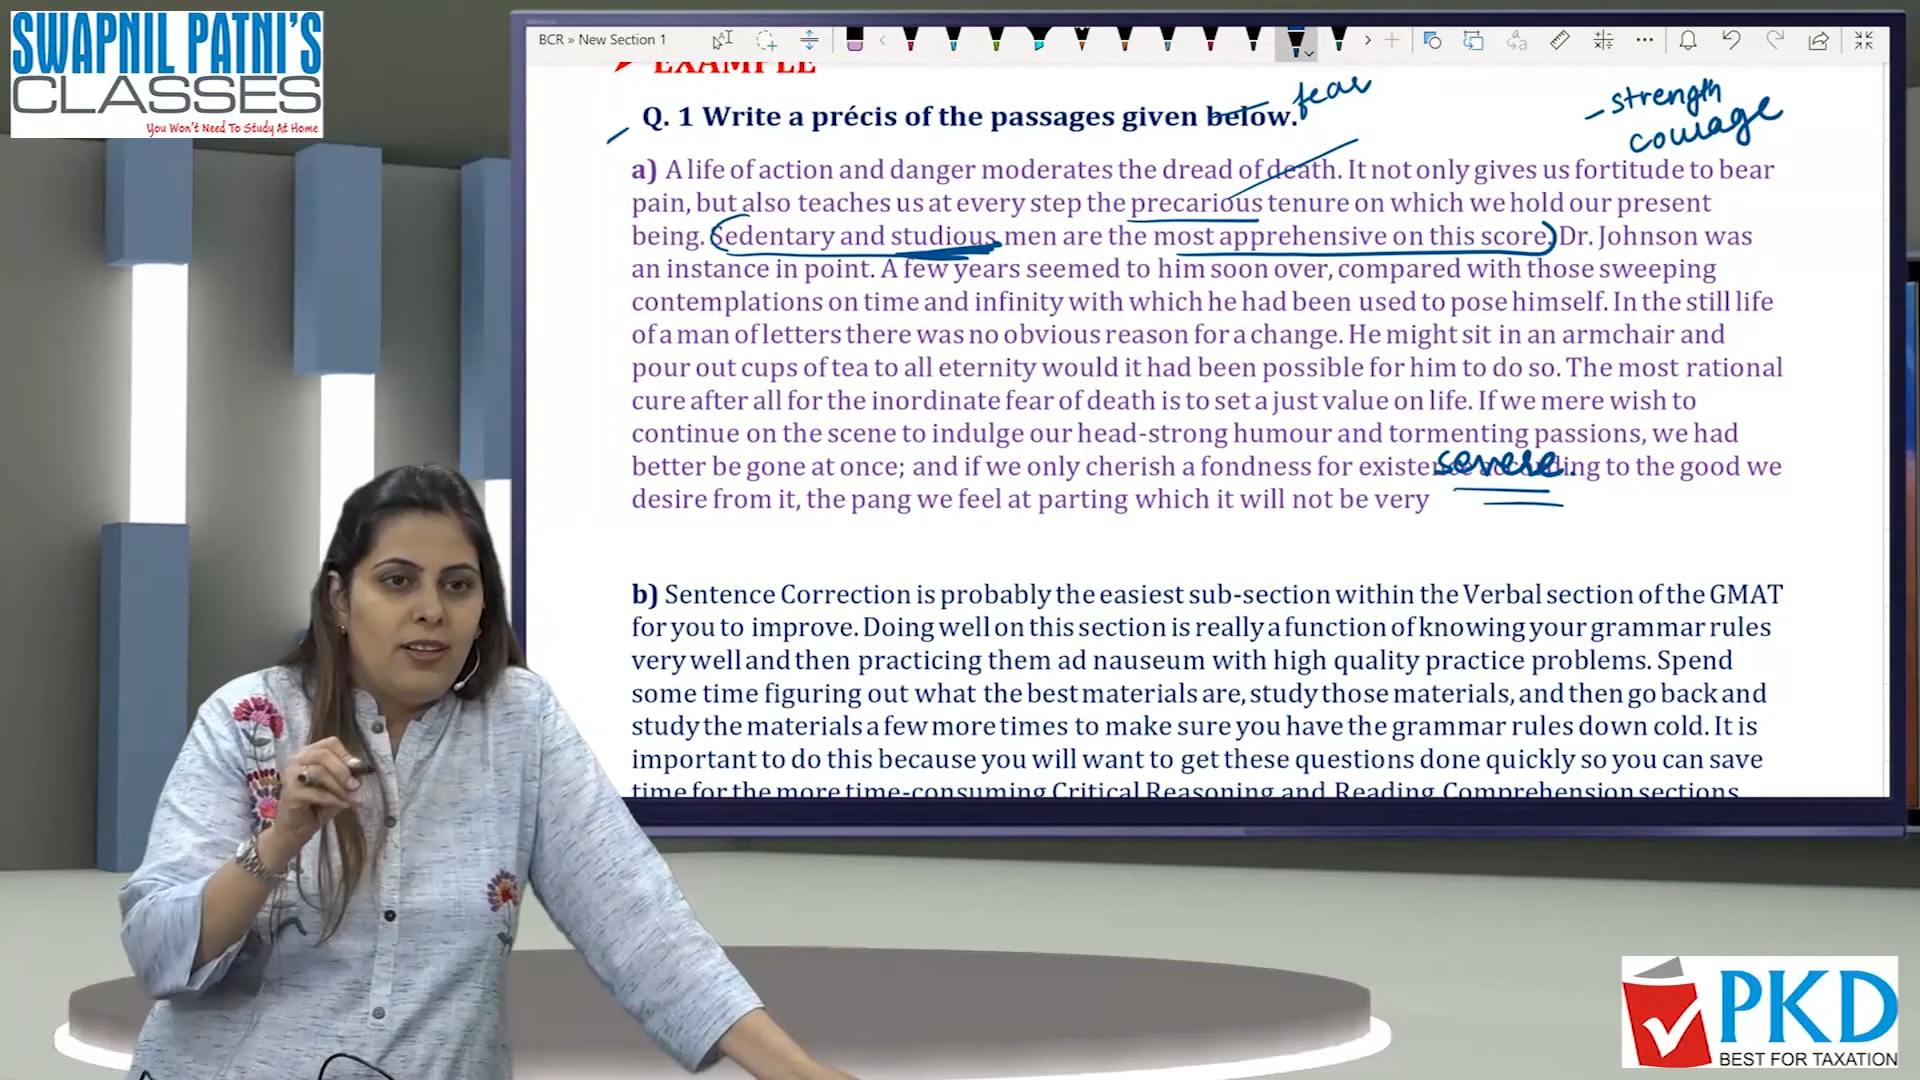 SWAPNIL PATNI'S
CLASSES
You Won't Need To Study At Home
BCR » New Section 1
EXAMPLE
Q. 1 Write a précis of the passages given below.
fear
strength
courage
a) A life of action and danger moderates the dread of death. It not only gives us fortitude to bear
pain, but also teaches us at every step the precarious tenure on which we hold our present
being. Sedentary and studious men are the most apprehensive on this score. Dr. Johnson was
an instance in point. A few years seemed to him soon over, compared with those sweeping
contemplations on time and infinity with which he had been used to pose himself. In the still life
of a man of letters there was no obvious reason for a change. He might sit in an armchair and
pour out cups of tea to all eternity would it had been possible for him to do so. The most rational
cure after all for the inordinate fear of death is to set a just value on life. If we mere wish to
continue on the scene to indulge our head-strong humour and tormenting passions, we had
better be gone at once; and if we only cherish a fondness for existence according to the good we
severe.
desire from it, the pang we feel at parting which it will not be very
b) Sentence Correction is probably the easiest sub-section within the Verbal section of the GMAT
for you to improve. Doing well on this section is really a function of knowing your grammar rules
very well and then practicing them ad nauseum with high quality practice problems. Spend
some time figuring out what the best materials are, study those materials, and then go back and
study the materials a few more times to make sure you have the grammar rules down cold. It is
important to do this because you will want to get these questions done quickly so you can save
time for the more time-consuming Critical Reasoning and Reading Comprehension sections
PKD
BEST FOR TAXATION